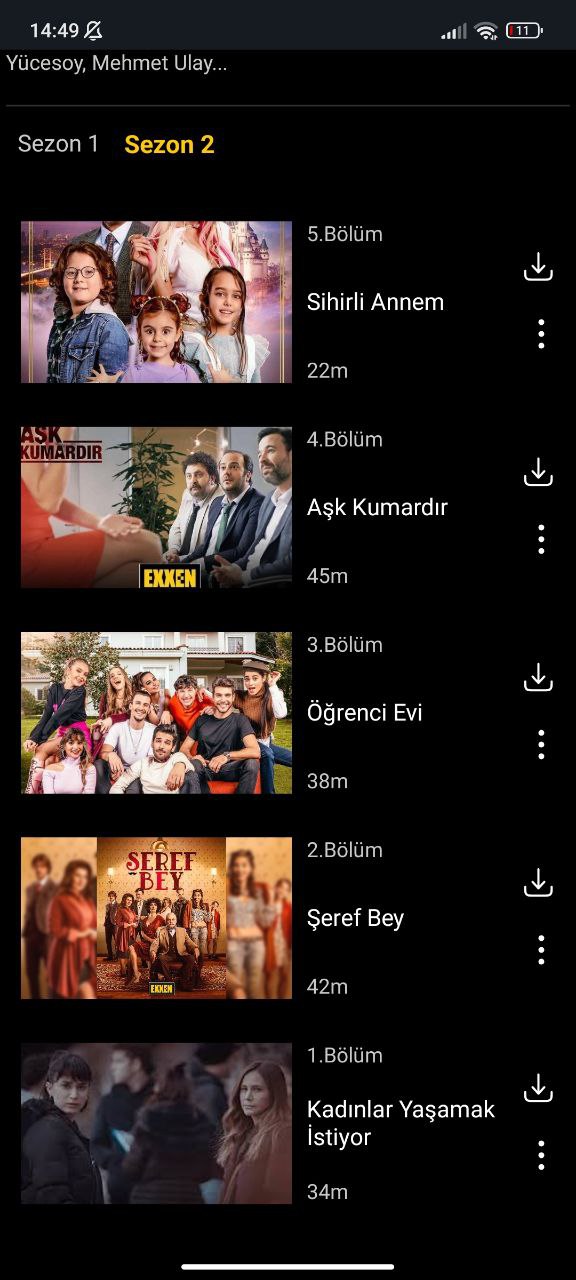 14:49
11
Yücesoy, Mehmet Ulay...
Sezon 1 Sezon 2
5.Bölüm
Sihirli Annem
22m
AŞK
KUMARDIR
EXXEN
4.Bölüm
Aşk Kumardır
45m
3.Bölüm
Öğrenci Evi
38m
ŞEREF
BEY
EXXEN
2.Bölüm
Şeref Bey
42m
1.Bölüm
Kadınlar Yaşamak
İstiyor
34m